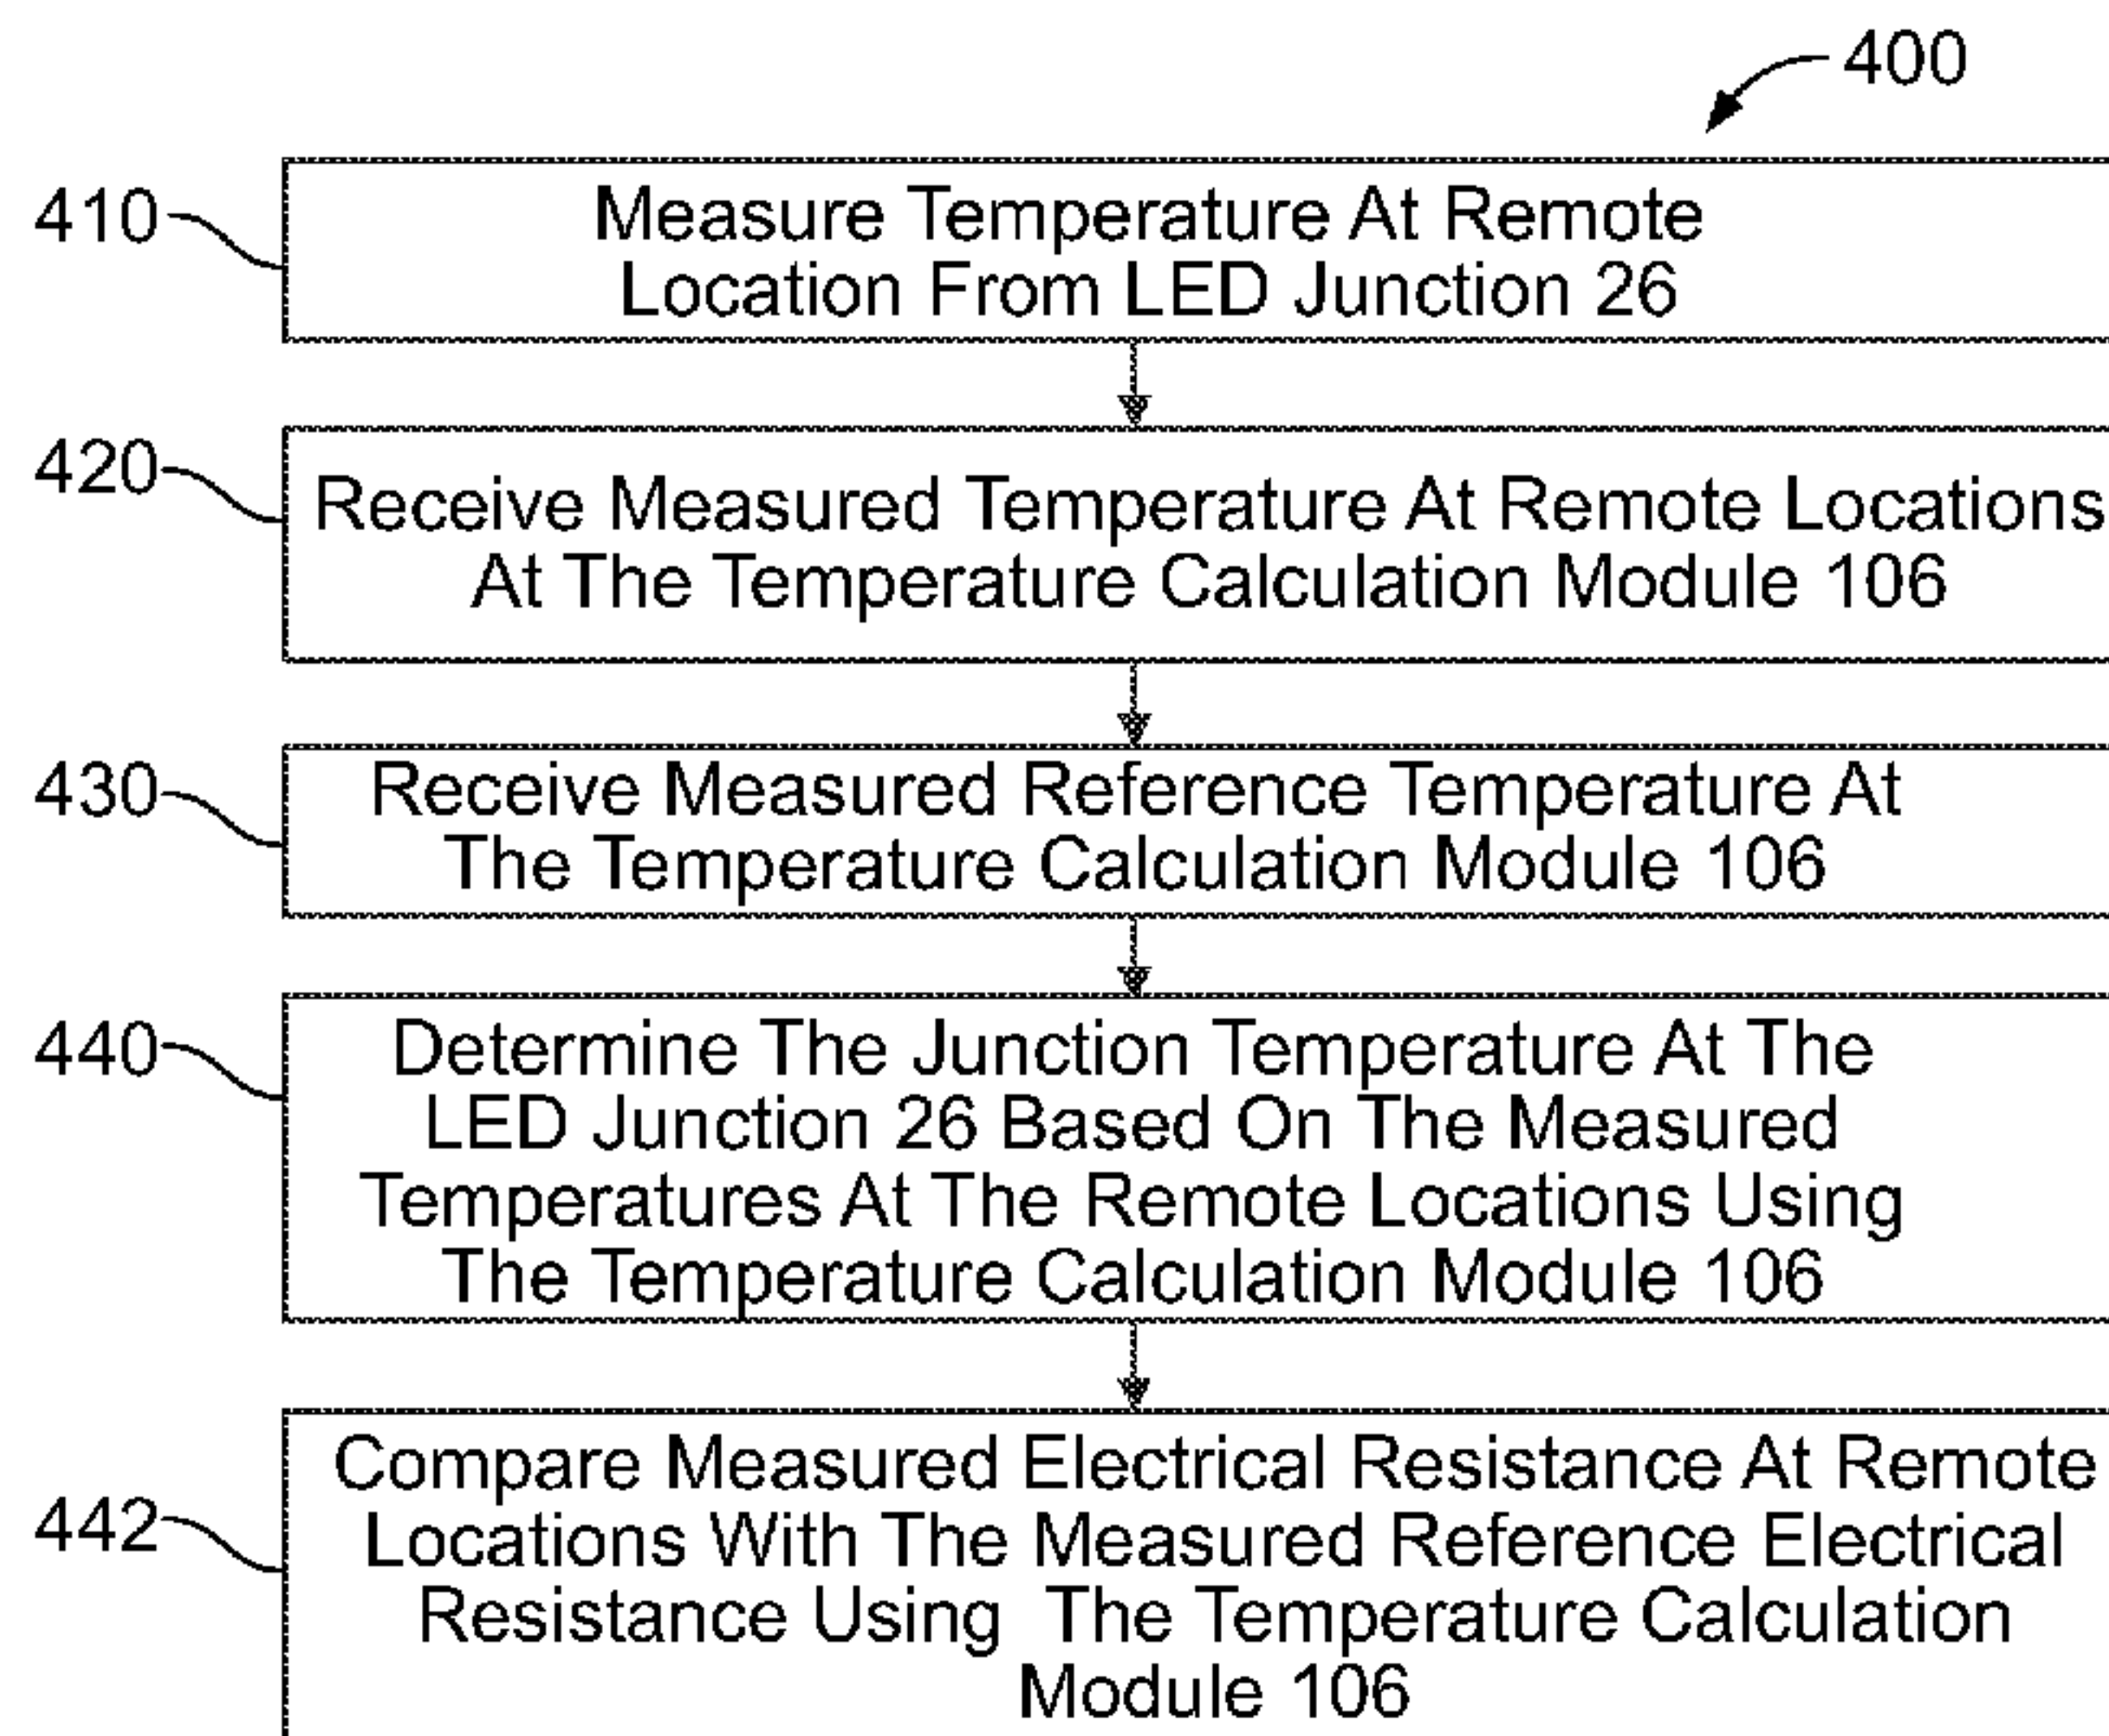 400
410
Measure Temperature At Remote
Location From LED Junction 26
420
Receive Measured Temperature At Remote Locations
At The Temperature Calculation Module 106
430
Receive Measured Reference Temperature At
The Temperature Calculation Module 106
440
Determine The Junction Temperature At The
LED Junction 26 Based On The Measured
Temperatures At The Remote Locations Using
The Temperature Calculation Module 106
442
Compare Measured Electrical Resistance At Remote
Locations With The Measured Reference Electrical
Resistance Using The Temperature Calculation
Module 106